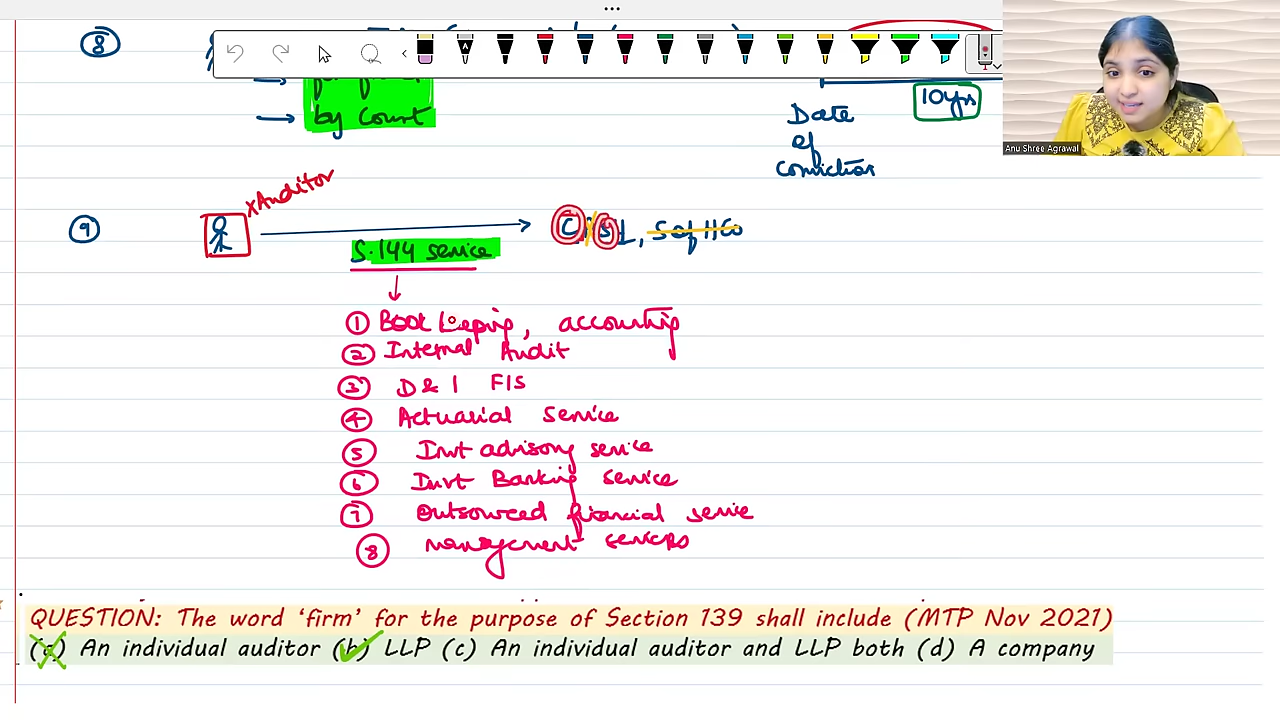 ...
8
by Court
10yrs
Date
of
conviction
Anu Shree Agrawal
9
xAuditor
S.144 service
S of HCo
1 Book keeping, accounting
2 Internal Audit
3 D & I FIS
4 Actuarial Service
5 Invt advisory service
6 Invt Banking service
7 Outsourced financial service
8 management services
QUESTION: The word ‘firm’ for the purpose of Section 139 shall include (MTP Nov 2021)
(a) An individual auditor (b) LLP (c) An individual auditor and LLP both (d) A company